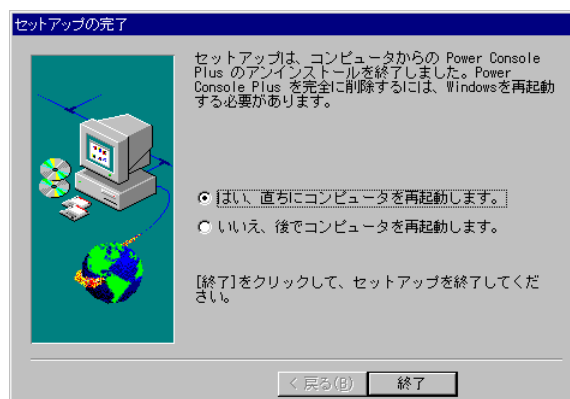 セットアップの完了
セットアップは、コンピュータからの Power Console
Plus のアンインストールを終了しました。Power
Console Plus を完全に削除するには、Windowsを再起動
する必要があります。
はい、直ちにコンピュータを再起動します。
いいえ、後でコンピュータを再起動します。
[終了]をクリックして、セットアップを終了してくだ
さい。
< 戻る(B) 終了